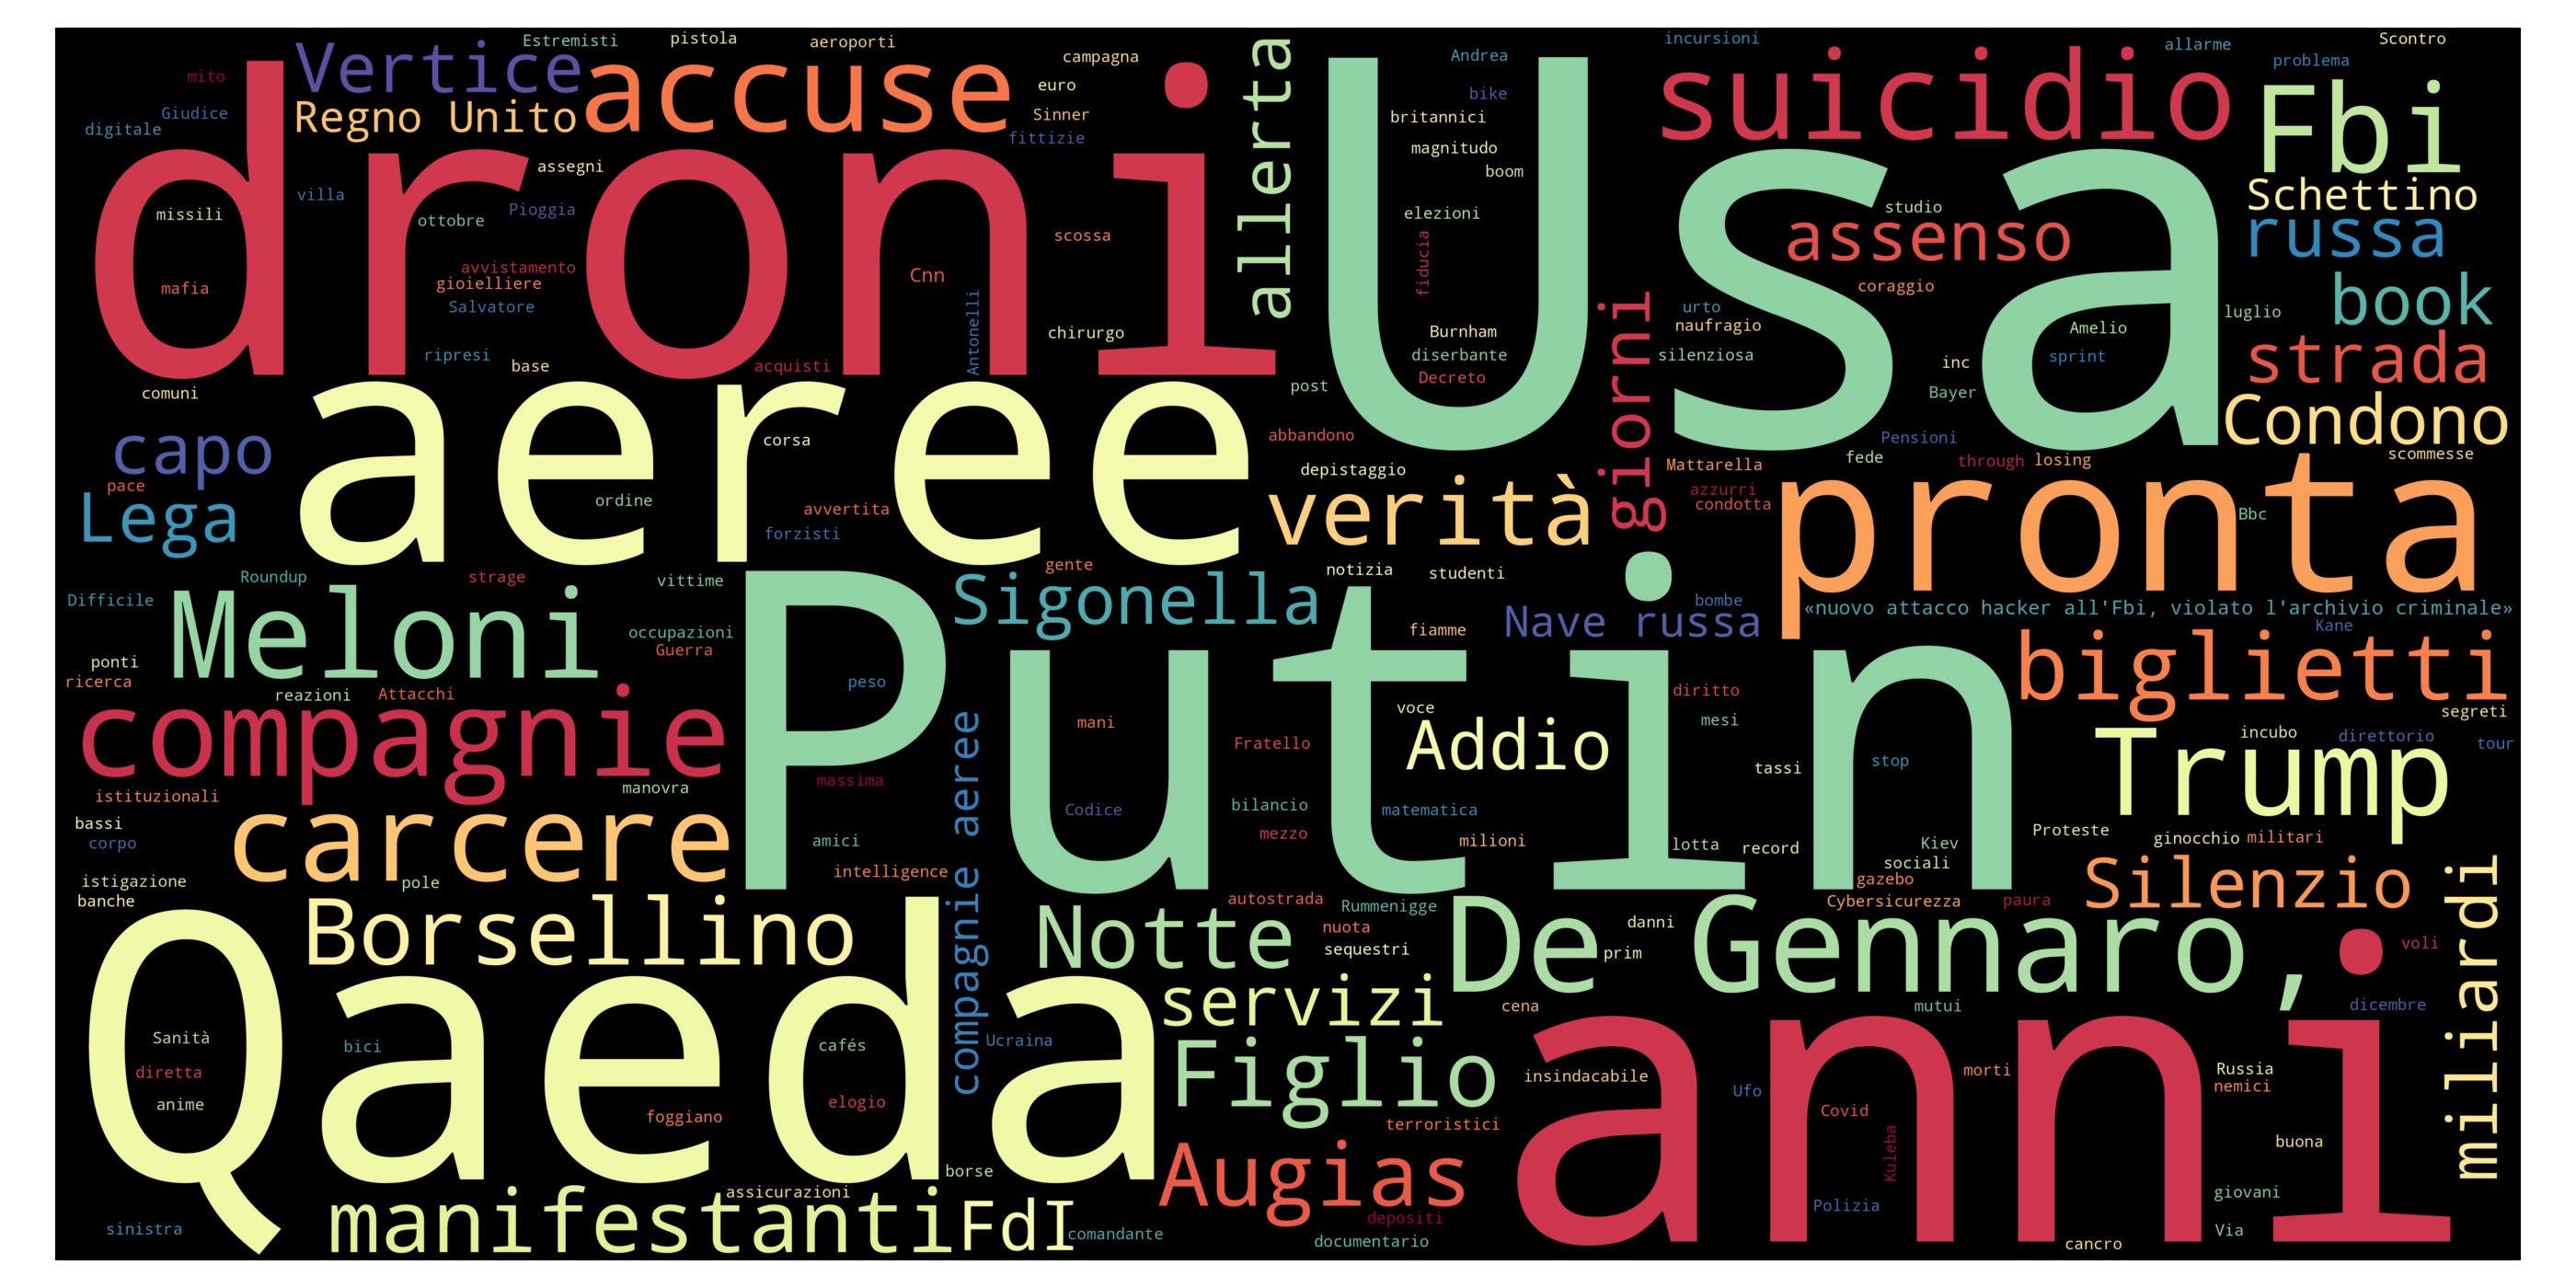 Estremisti
pistola
aeroporti
incursioni
Scontro
allarme
mito
Vertice
accuse
campagna
Andrea
suicidio
problema
euro
bike
Fbi
Giudice
Regno Unito
Sinner
britannici
digitale
fittizie
allerta
magnitudo
droni
Usa
assegni
boom
villa
Schettino
missili
ottobre
Pioggia
elezioni
studio
assenso
russa
scossa
fiducia
avvistamento
Cnn
mafia
gioielliere
coraggio
book
Salvatore
urto
luglio
Antonelli
chirurgo
Burnham
naufragio
Amelio
giorni
ripresi
base
acquisti
diserbante
silenziosa
inc
sprint
strada
Decreto
comuni
post
Bayer
aeree
Condono
capo
corsa
abbandono
Pensioni
depistaggio
Mattarella
fede
through
losing
scommesse
pace
ordine
avvertita
verità
azzurri
condotta
pronta
Bbc
Lega
forzisti
gente
notizia
studenti
Roundup
strage
vittime
Difficile
Meloni
Sigonella
Nave russa
bombe
«nuovo attacco hacker all'Fbi, violato l'archivio criminale»
Putin
occupazioni
Guerra
fiamme
Kane
ponti
ricerca
reazioni
Attacchi
peso
diritto
biglietti
compagnie
mani
voce
mesi
segreti
Fratello
Addio
incubo
direttorio
tour
Trump
tassi
stop
massima
istituzionali
manovra
Codice
bilancio
matematica
bassi
corpo
carcere
amici
mezzo
milioni
lotta
record
Kiev
Proteste
ginocchio
militari
sociali
istigazione
pole
intelligence
gazebo
Silenzio
banche
autostrada
Rummenigge
Cybersicurezza
paura
miliardi
Borsellino
compagnie aeree
Notte
nuota
sequestri
De Gennaro,
danni
prim
voli
Qaeda
servizi
cena
mutui
dicembre
anni
Sanità
bici
cafés
Ucraina
diretta
Figlio
insindacabile
morti
Russia
anime
elogio
foggiano
Ufo
Covid
nemici
terroristici
Kuleba
buona
borse
Augias
assicurazioni
Polizia
giovani
manifestanti
FdI
comandante
depositi
sinistra
documentario
Via
cancro